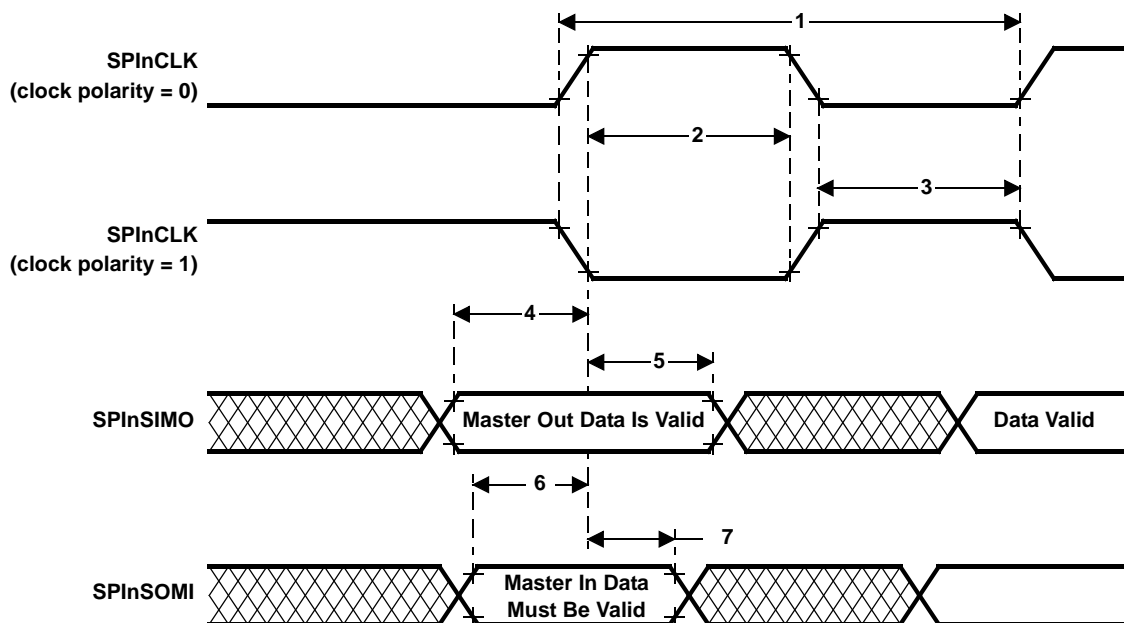 1
SPInCLK
(clock polarity = 0)
2
3
SPInCLK
(clock polarity = 1)
4
5
SPInSIMO
Master Out Data Is Valid
Data Valid
6
7
SPInSOMI
Master In Data
Must Be Valid